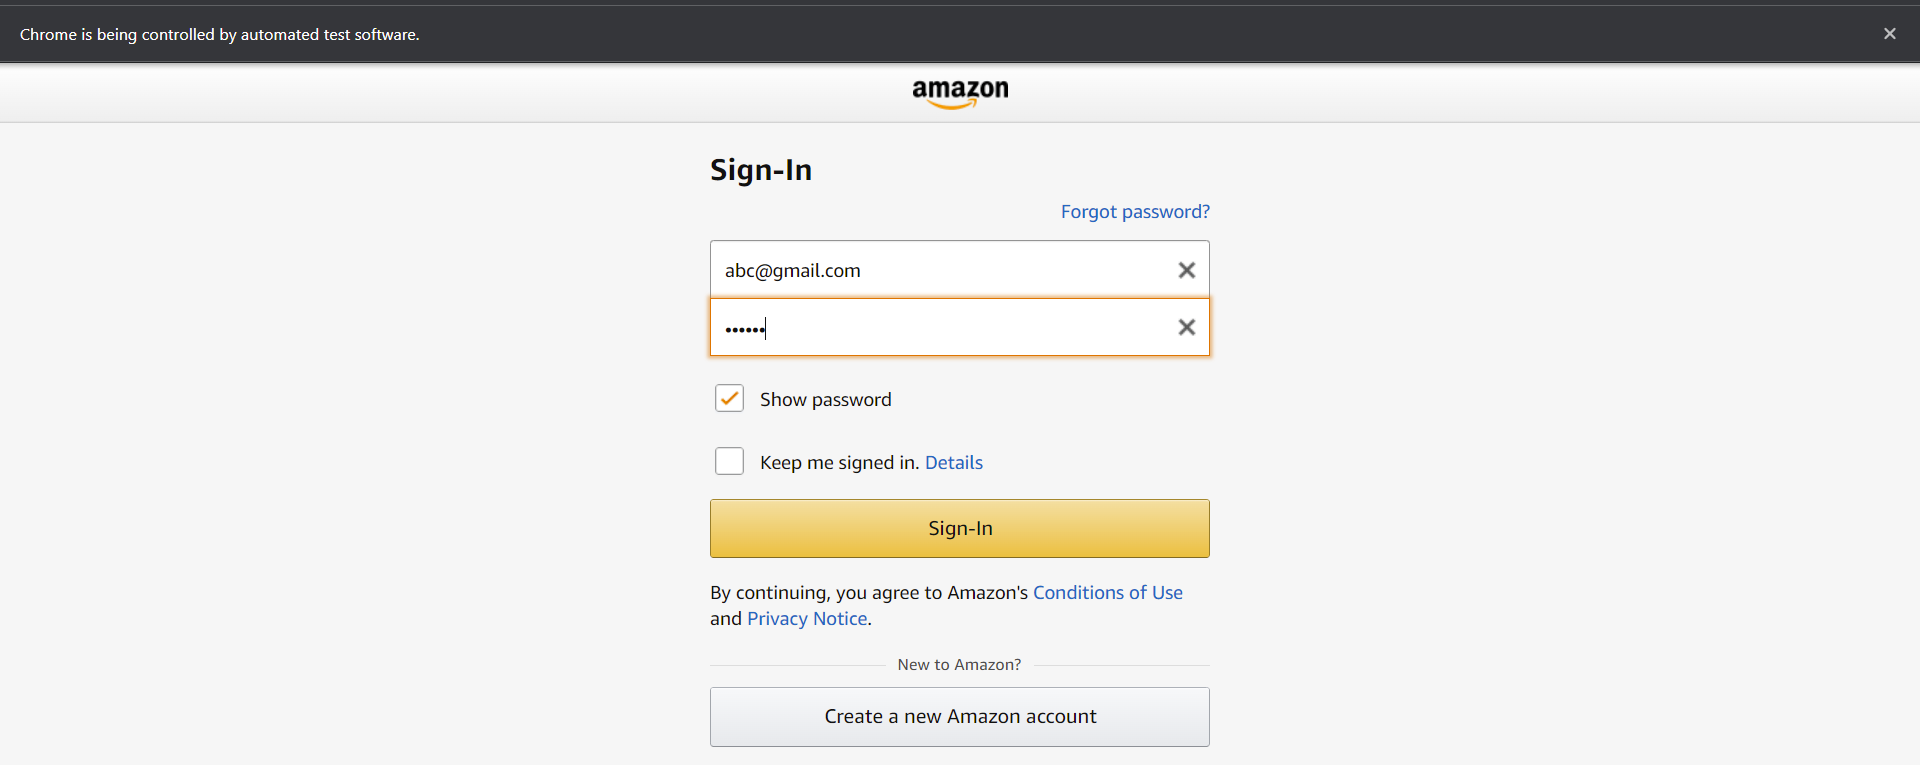 Chrome is being controlled by automated test software.
amazon
Sign-In
Forgot password?
abc@gmail.com
••••••
Show password
Keep me signed in. Details
Sign-In
By continuing, you agree to Amazon's Conditions of Use
and Privacy Notice.
New to Amazon?
Create a new Amazon account